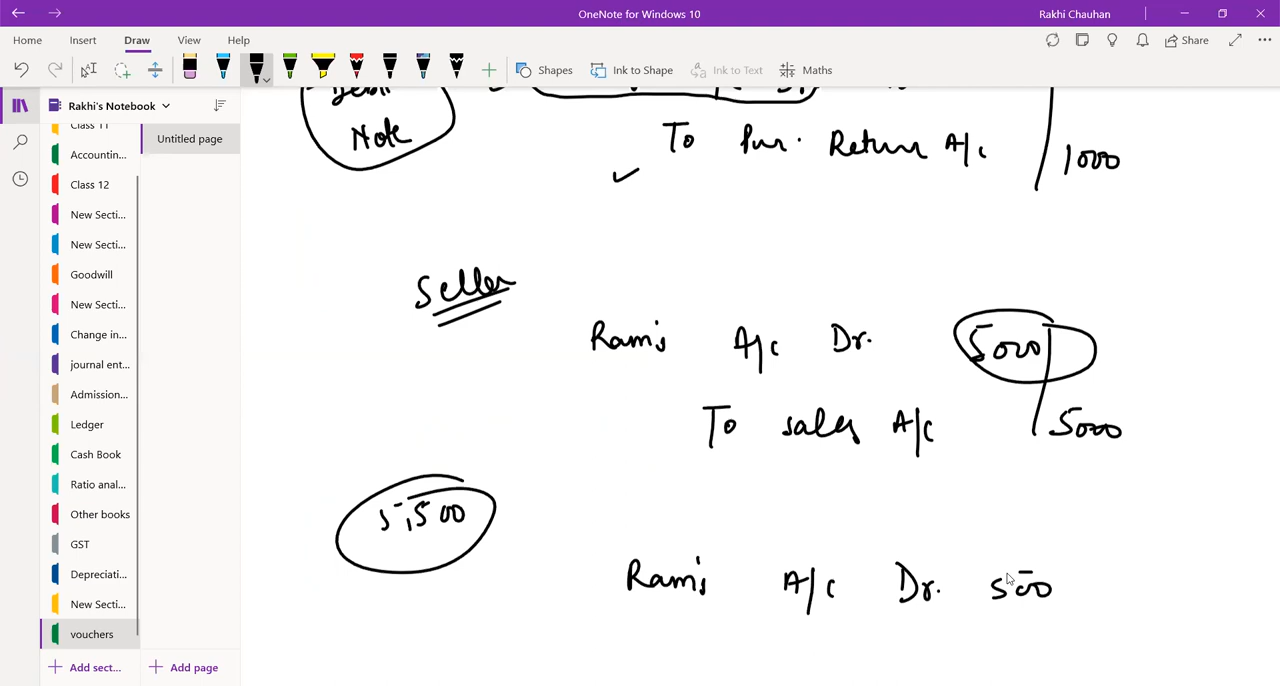 OneNote for Windows 10
Rakhi Chauhan
Home Insert Draw View Help
Share
Shapes Ink to Shape Ink to Text Maths
Rakhi's Notebook
Untitled page
Class 11
Accountin...
Class 12
New Secti...
New Secti...
Goodwill
New Secti...
Change in...
journal ent...
Admission...
Ledger
Cash Book
Ratio anal...
Other books
GST
Depreciati...
New Secti...
vouchers
Add sect...
Add page
Note
To Pur. Return A/c 1000
Seller
Ram's A/c Dr. 5000
To sales A/c 5000
5,500
Ram's A/c Dr. 500